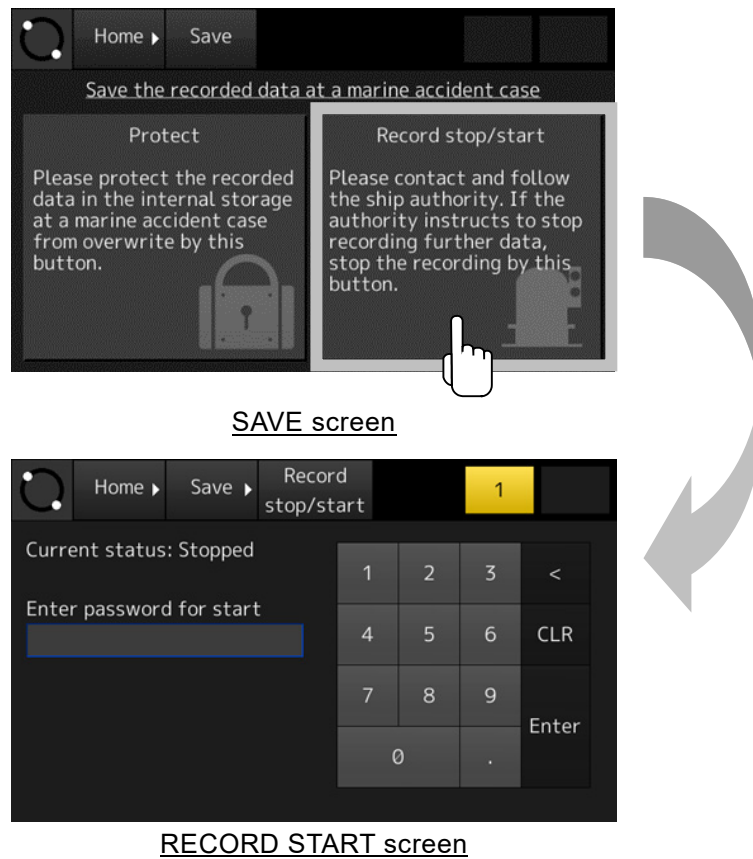 Home Save
Save the recorded data at a marine accident case
Protect
Please protect the recorded
data in the internal storage
at a marine accident case
from overwrite by this
button.
Record stop/start
Please contact and follow
the ship authority. If the
authority instructs to stop
recording further data,
stop the recording by this
button.
SAVE screen
Home Save Record
stop/start
1
Current status: Stopped
Enter password for start
1 2 3 <
4 5 6 CLR
7 8 9
Enter
0 .
RECORD START screen